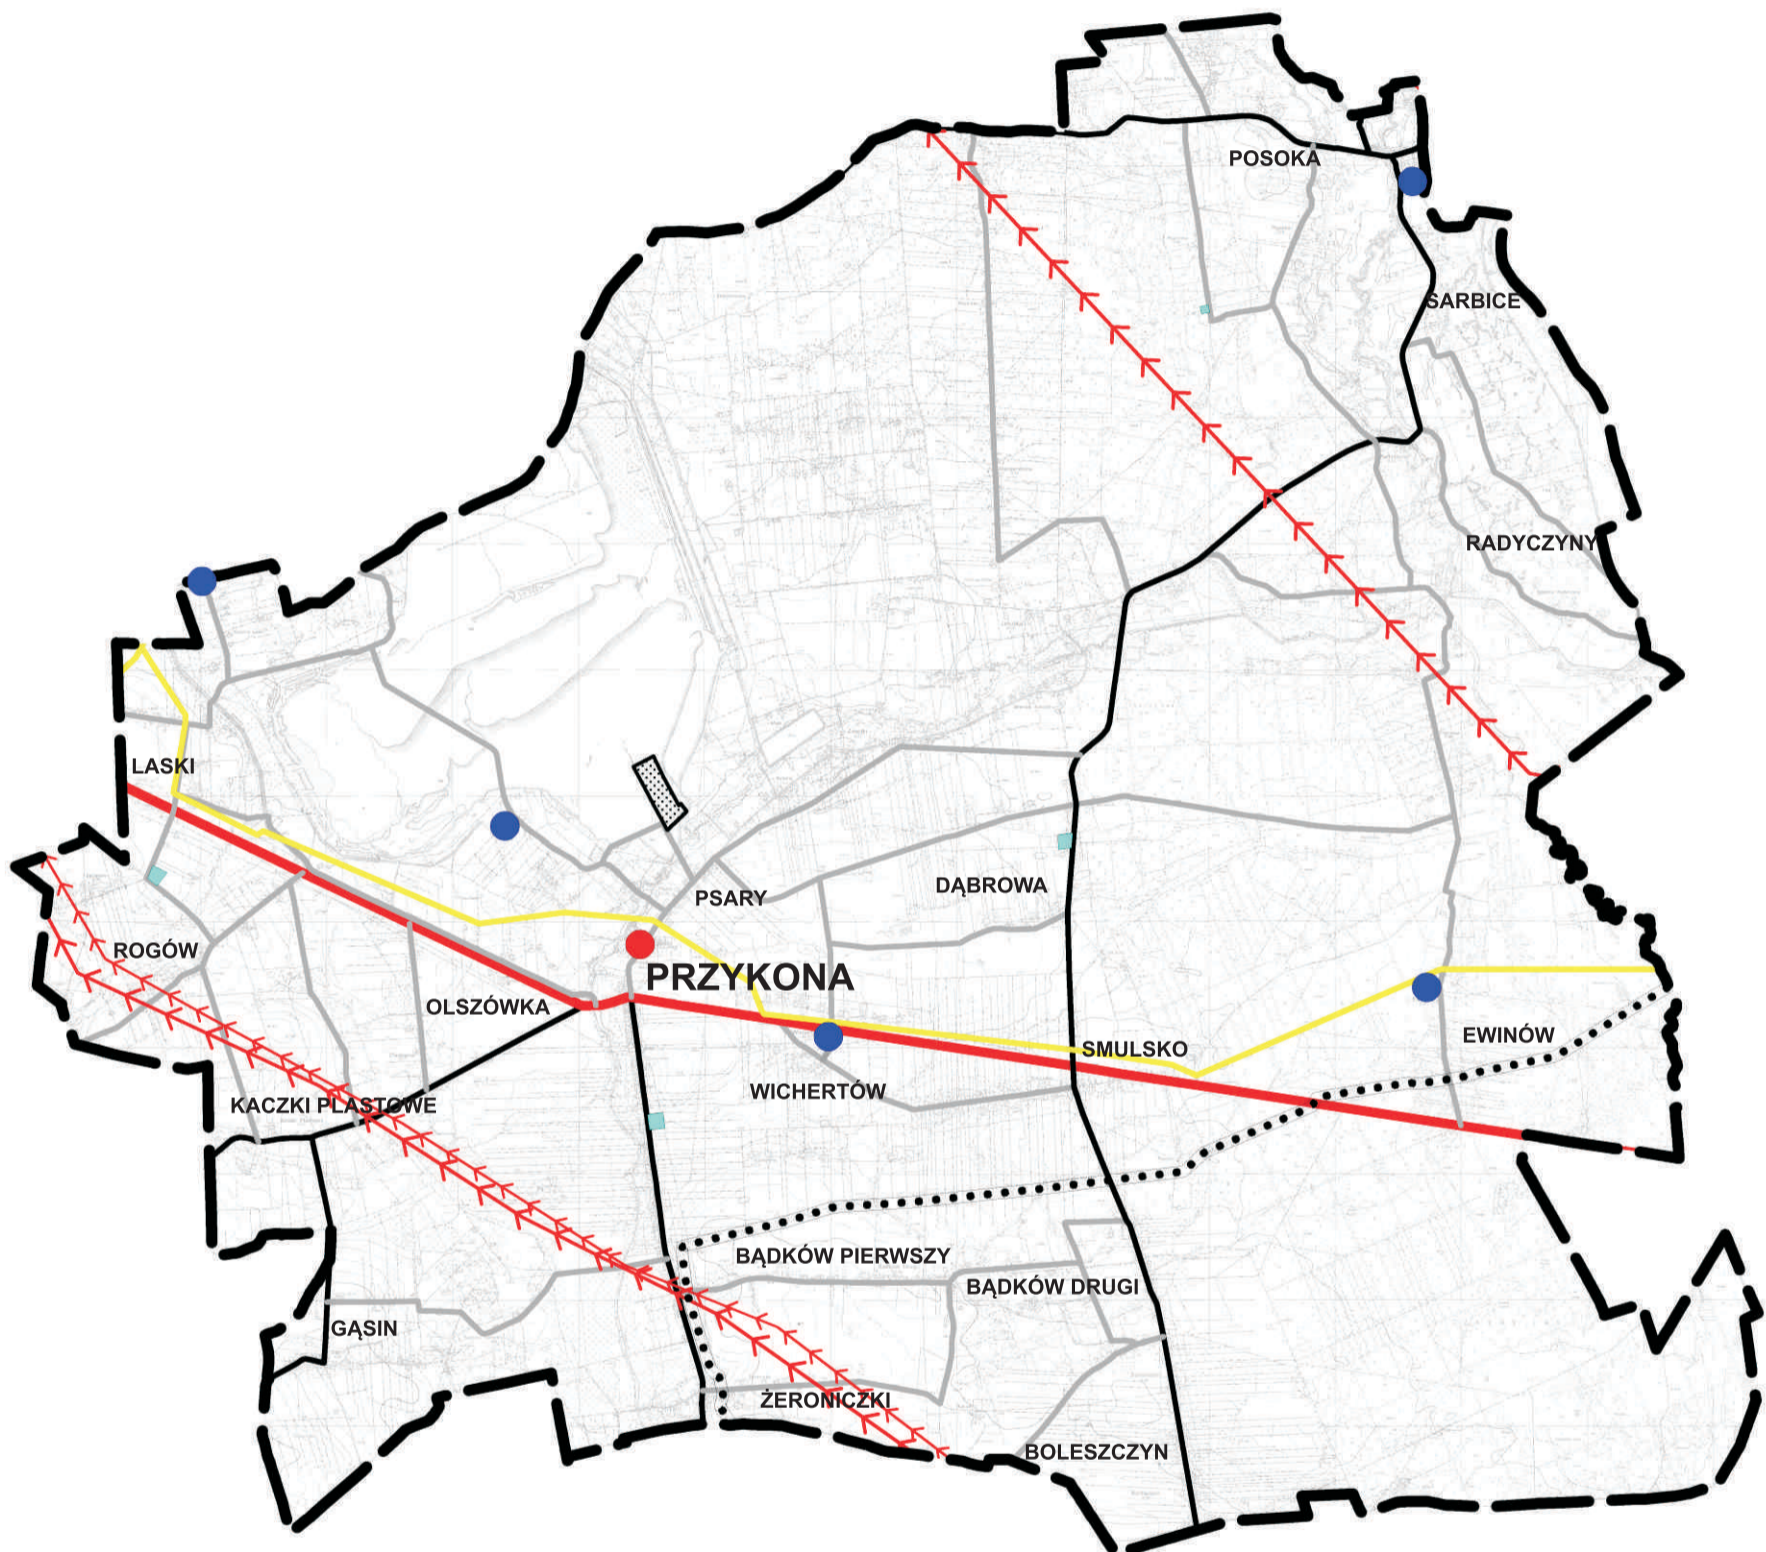 POSOKA
SARBICE
RADYCZYNY
LASKI
PSARY
DĄBROWA
ROGÓW
PRZYKONA
OLSZÓWKA
EWINÓW
SMULSKO
WICHERTÓW
KACZKI PLASTOWE
BĄDKÓW PIERWSZY
BĄDKÓW DRUGI
GĄSIN
ŻERONICZKI
BOLESZCZYN